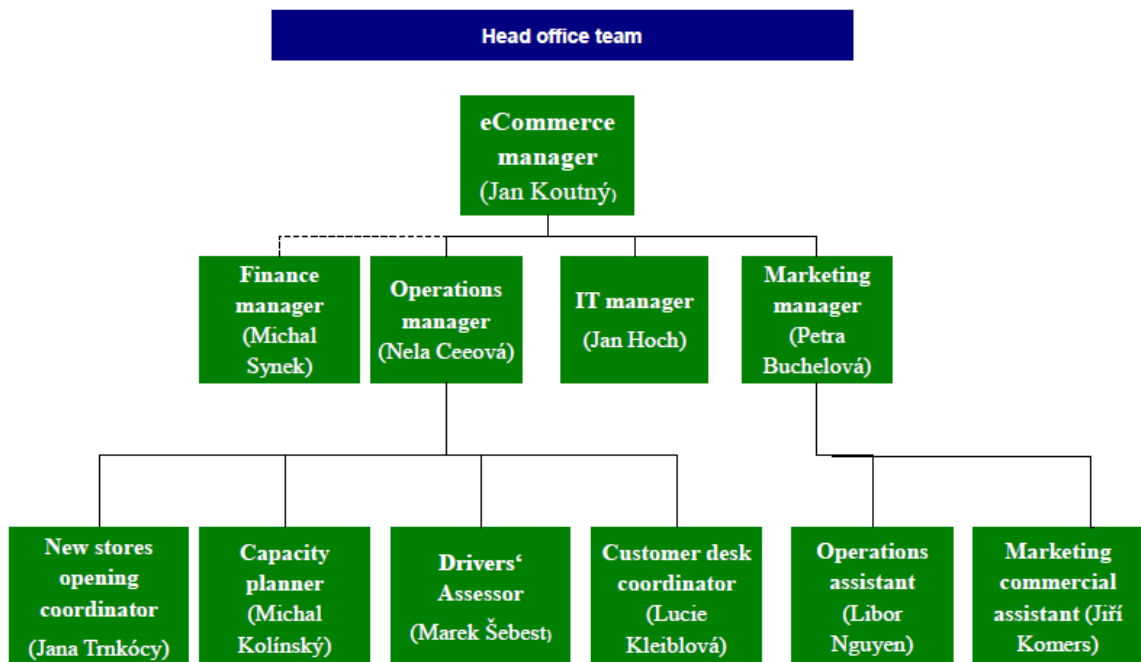 Head office team
eCommerce
manager
(Jan Koutný)
Finance
manager
(Michal
Synek)
Operations
manager
(Nela Ceeová)
IT manager
(Jan Hoch)
Marketing
manager
(Petra
Buchelová)
New stores
opening
coordinator
(Jana Trnkócy)
Capacity
planner
(Michal
Kolínský)
Drivers‘
Assessor
(Marek Šebest)
Customer desk
coordinator
(Lucie
Kleiblová)
Operations
assistant
(Libor
Nguyen)
Marketing
commercial
assistant (Jiří
Komers)